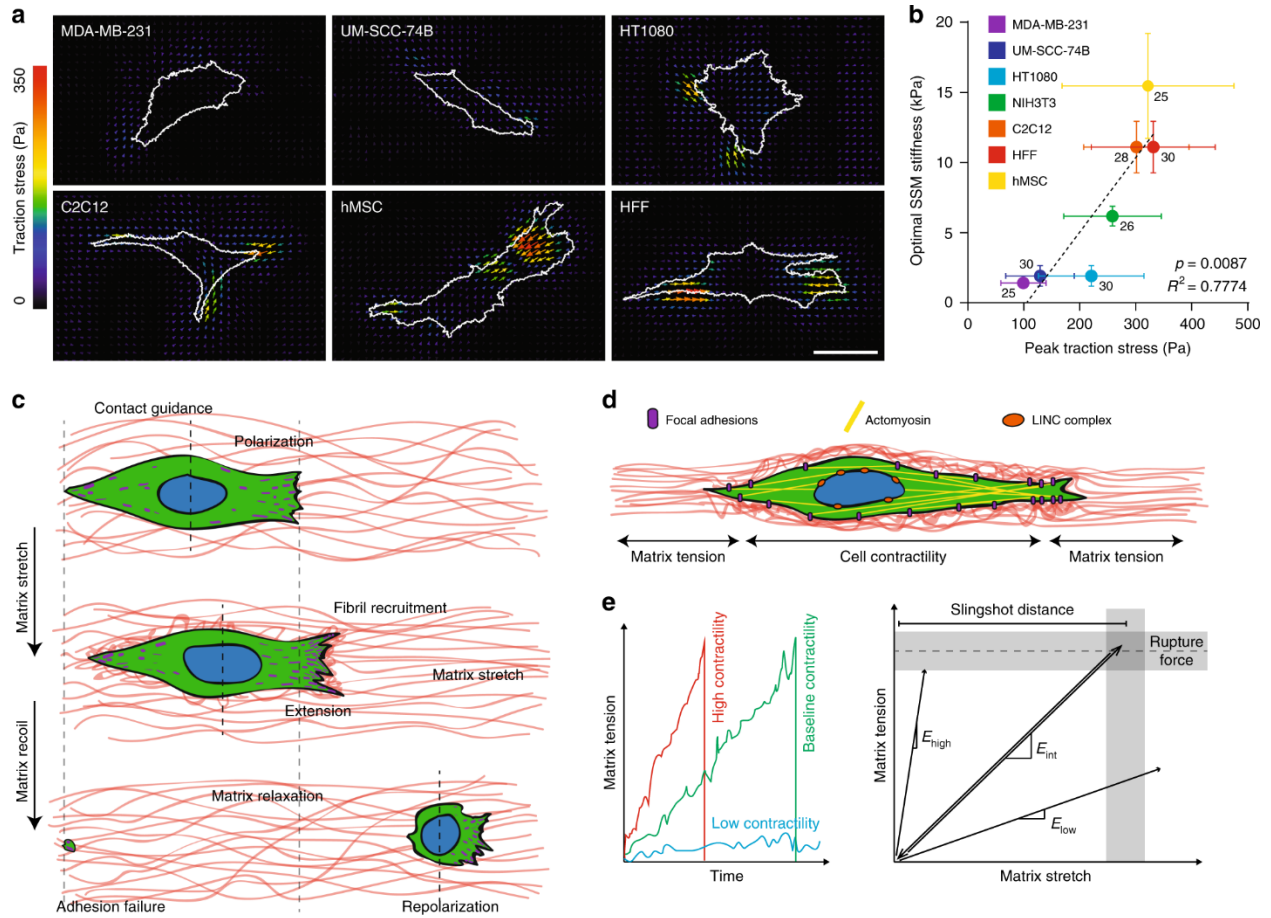 a
Traction stress (Pa)
350
0
MDA-MB-231
UM-SCC-74B
HT1080
C2C12
hMSC
HFF
b
Optimal SSM stiffness (kPa)
20
15
10
5
0
MDA-MB-231
UM-SCC-74B
HT1080
NIH3T3
C2C12
HFF
hMSC
25
28
30
26
30
25
30
p = 0.0087
R² = 0.7774
0
100
200
300
400
500
Peak traction stress (Pa)
c
Contact guidance
Polarization
Matrix stretch
Fibril recruitment
Matrix stretch
Extension
Matrix recoil
Matrix relaxation
Adhesion failure
Repolarization
d
Focal adhesions
Actomyosin
LINC complex
Matrix tension
Cell contractility
Matrix tension
e
Matrix tension
High contractility
Baseline contractility
Low contractility
Time
Matrix tension
Slingshot distance
Rupture
force
Ehigh
Eint
Elow
Matrix stretch